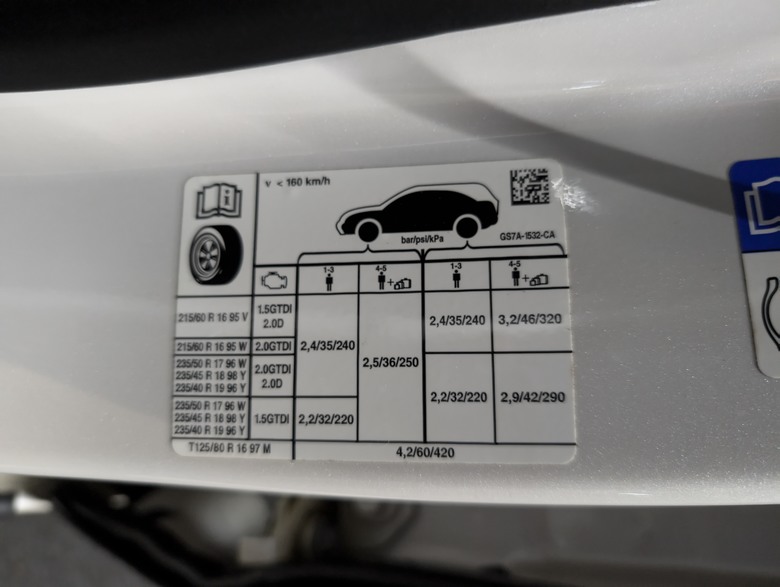 v < 160 km/h
bar/psi/kPa
GS7A-1532-CA
1-3
4-5
1-3
4-5
215/60 R 16 95 V
1.5GTDI
2.0D
2,4/35/240
2,5/36/250
2,4/35/240
3,2/46/320
215/60 R 16 95 W
2.0GTDI
235/50 R 17 96 W
235/45 R 18 98 Y
235/40 R 19 96 Y
2.0GTDI
2.0D
2,2/32/220
2,9/42/290
235/50 R 17 96 W
235/45 R 18 98 Y
235/40 R 19 96 Y
1.5GTDI
2,2/32/220
T125/80 R 16 97 M
4,2/60/420